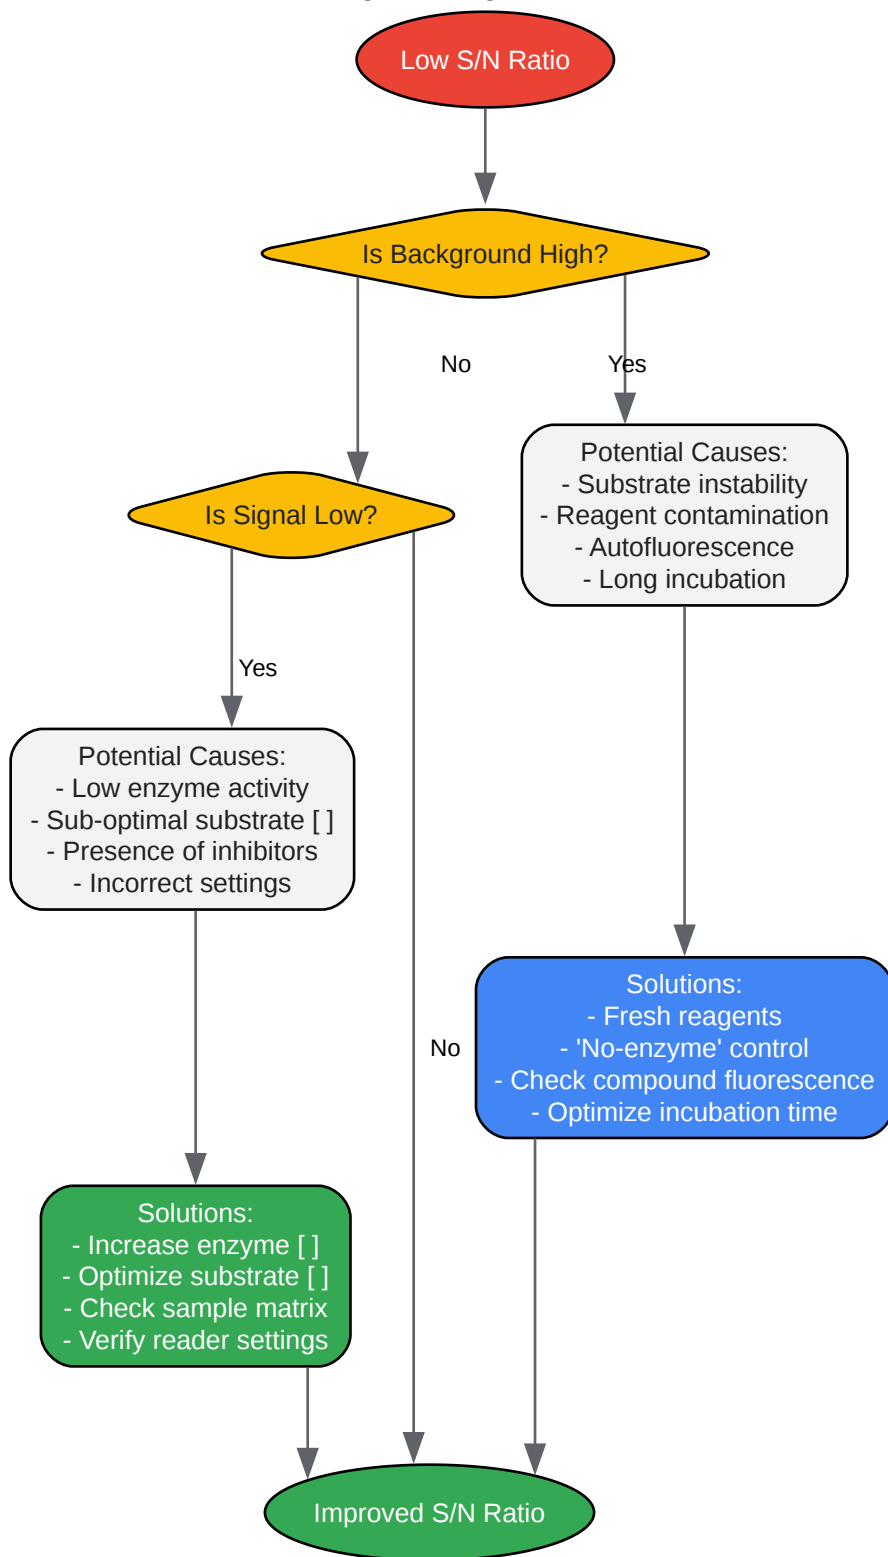 Low S/N Ratio
Is Background High?
No
Yes
Potential Causes:
- Substrate instability
- Reagent contamination
- Autofluorescence
- Long incubation
Is Signal Low?
Yes
Potential Causes:
- Low enzyme activity
- Sub-optimal substrate [ ]
- Presence of inhibitors
- Incorrect settings
Solutions:
- Fresh reagents
- 'No-enzyme' control
- Check compound fluorescence
- Optimize incubation time
No
Solutions:
- Increase enzyme [ ]
- Optimize substrate [ ]
- Check sample matrix
- Verify reader settings
Improved S/N Ratio